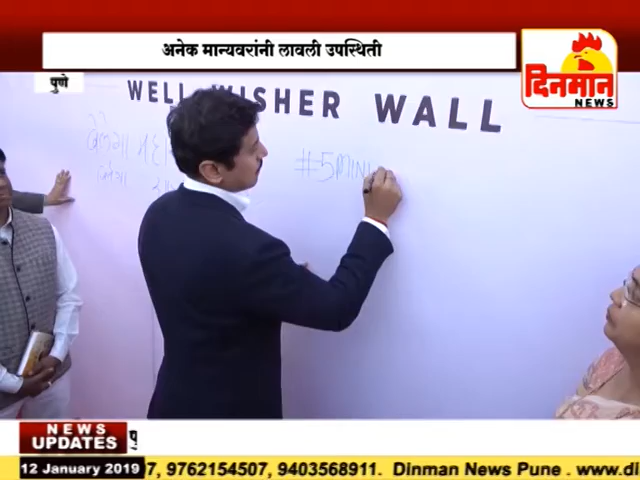 अनेक मान्यवरांनी लावली उपस्थिती
पुणे
दिनमान
NEWS
WELL WISHER WALL
#5MIN
NEWS
UPDATES
12 January 2019
7, 9762154507, 9403568911. Dinman News Pune . www.di